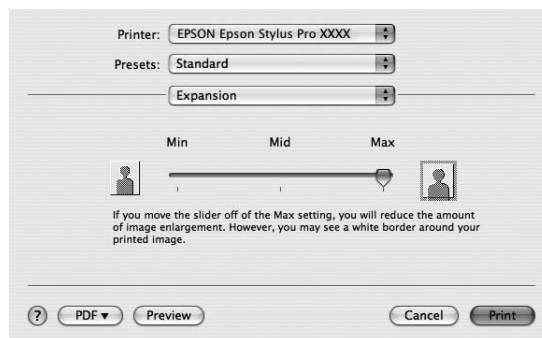 Printer: EPSON Epson Stylus Pro XXXX
Presets: Standard
Expansion
Min Mid Max
If you move the slider off of the Max setting, you will reduce the amount
of image enlargement. However, you may see a white border around your
printed image.
? PDF ▼ Preview Cancel Print